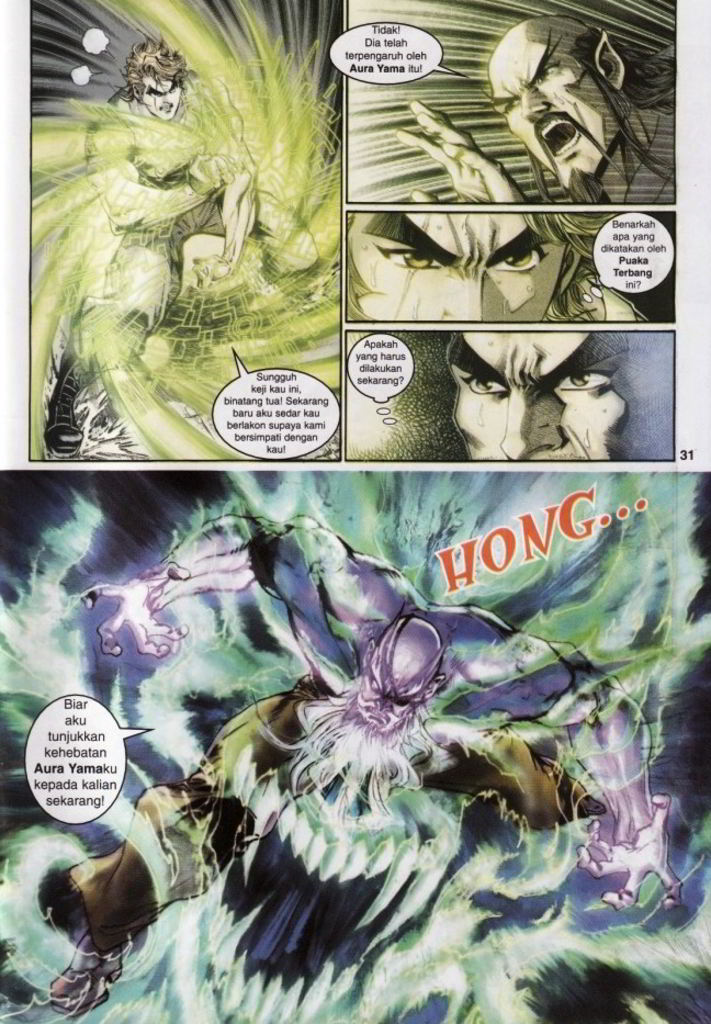 Sungguh
keji kau ini,
binatang tua! Sekarang
baru aku sedar kau
berlakon supaya kami
bersimpati dengan
kau!
Tidak!
Dia telah
terpengaruh oleh
Aura Yama itu!
Benarkah
apa yang
dikatakan oleh
Puaka
Terbang
ini?
Apakah
yang harus
dilakukan
sekarang?
31
HONG...
Biar
aku
tunjukkan
kehebatan
Aura Yamaku
kepada kalian
sekarang!